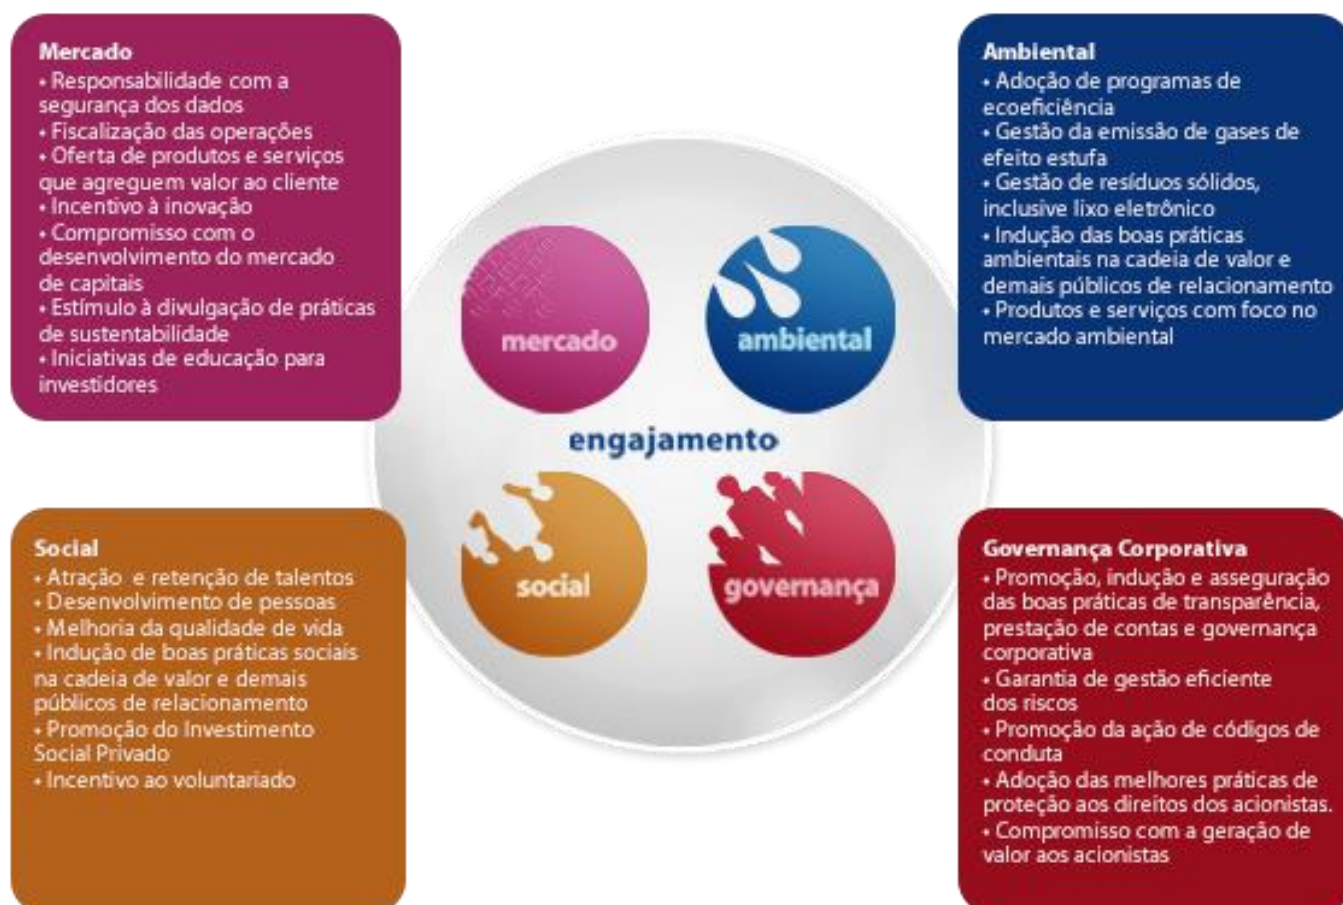 Mercado
• Responsabilidade com a
segurança dos dados
• Fiscalização das operações
• Oferta de produtos e serviços
que agreguem valor ao cliente
• Incentivo à inovação
• Compromisso com o
desenvolvimento do mercado
de capitais
• Estímulo à divulgação de práticas
de sustentabilidade
• Iniciativas de educação para
investidores
Ambiental
• Adoção de programas de
ecoeficiência
• Gestão da emissão de gases de
efeito estufa
• Gestão de resíduos sólidos,
inclusive lixo eletrônico
• Indução das boas práticas
ambientais na cadeia de valor e
demais públicos de relacionamento
• Produtos e serviços com foco no
mercado ambiental
mercado
ambiental
engajamento
social
governança
Social
• Atração e retenção de talentos
• Desenvolvimento de pessoas
• Melhoria da qualidade de vida
• Indução de boas práticas sociais
na cadeia de valor e demais
públicos de relacionamento
• Promoção do Investimento
Social Privado
• Incentivo ao voluntariado
Governança Corporativa
• Promoção, indução e asseguração
das boas práticas de transparência,
prestação de contas e governança
corporativa
• Garantia de gestão eficiente
dos riscos
• Promoção da ação de códigos de
conduta
• Adoção das melhores práticas de
proteção aos direitos dos acionistas.
• Compromisso com a geração de
valor aos acionistas